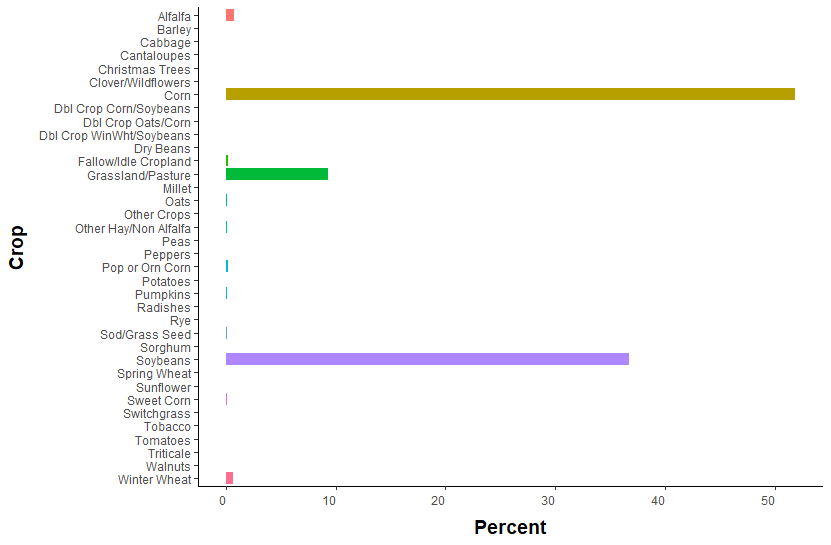 Alfalfa
Barley
Cabbage
Cantaloupes
Christmas Trees
Clover/Wildflowers
Corn
Dbl Crop Corn/Soybeans
Dbl Crop Oats/Corn
Dbl Crop WinWht/Soybeans
Dry Beans
Fallow/Idle Cropland
Grassland/Pasture
Millet
Oats
Other Crops
Other Hay/Non Alfalfa
Peas
Peppers
Pop or Orn Corn
Potatoes
Pumpkins
Radishes
Rye
Sod/Grass Seed
Sorghum
Soybeans
Spring Wheat
Sunflower
Sweet Corn
Switchgrass
Tobacco
Tomatoes
Triticale
Walnuts
Winter Wheat
Crop
0 10 20 30 40 50
Percent